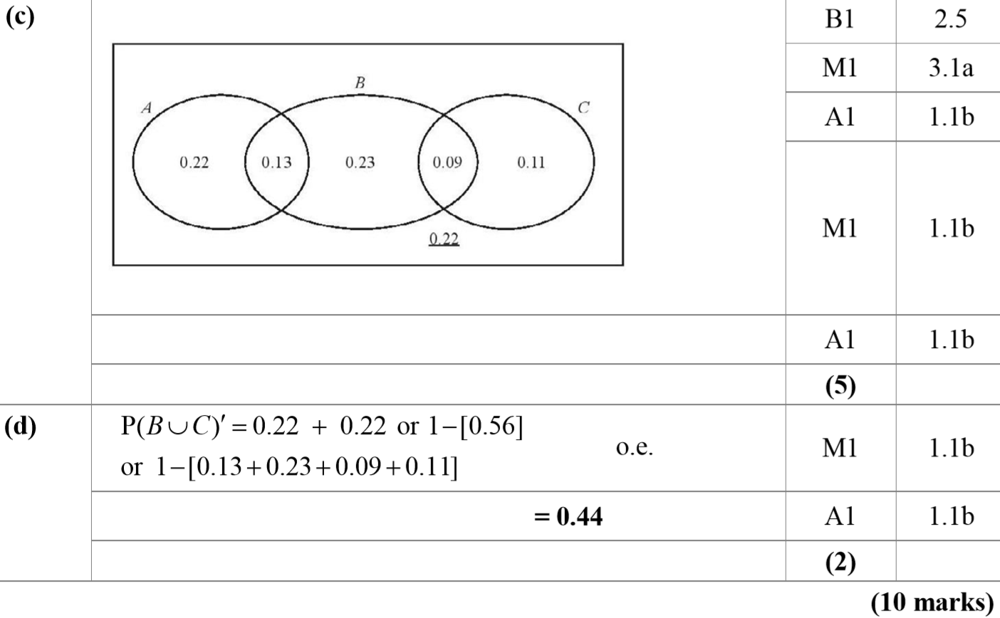 (c)
B1 2.5
M1 3.1a
B
A
C
A1 1.1b
0.22 0.13 0.23 0.09 0.11
M1 1.1b
0.22
A1 1.1b
(5)
(d)
P(B∪C)′ = 0.22 + 0.22 or 1–[0.56]
o.e.
M1 1.1b
or 1–[0.13+0.23+0.09+0.11]
= 0.44
A1 1.1b
(2)
(10 marks)